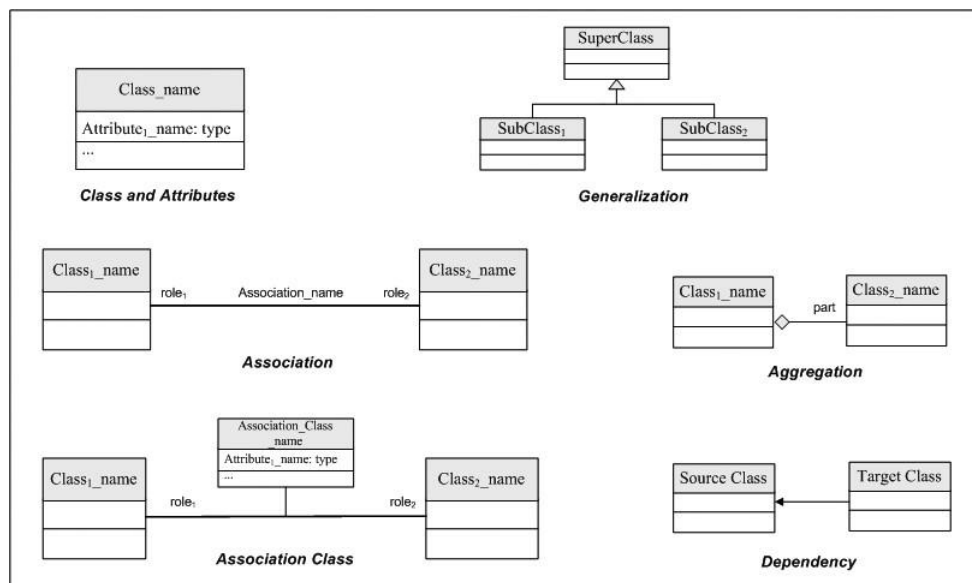 Class_name
Attribute₁_name: type
...
Class and Attributes
SuperClass
SubClass₁
SubClass₂
Generalization
Class₁_name
role₁
Association_name
role₂
Class₂_name
Association
Class₁_name
part
Class₂_name
Aggregation
Association_Class
_name
Attribute₁_name: type
...
Class₁_name
role₁
role₂
Class₂_name
Association Class
Source Class
Target Class
Dependency